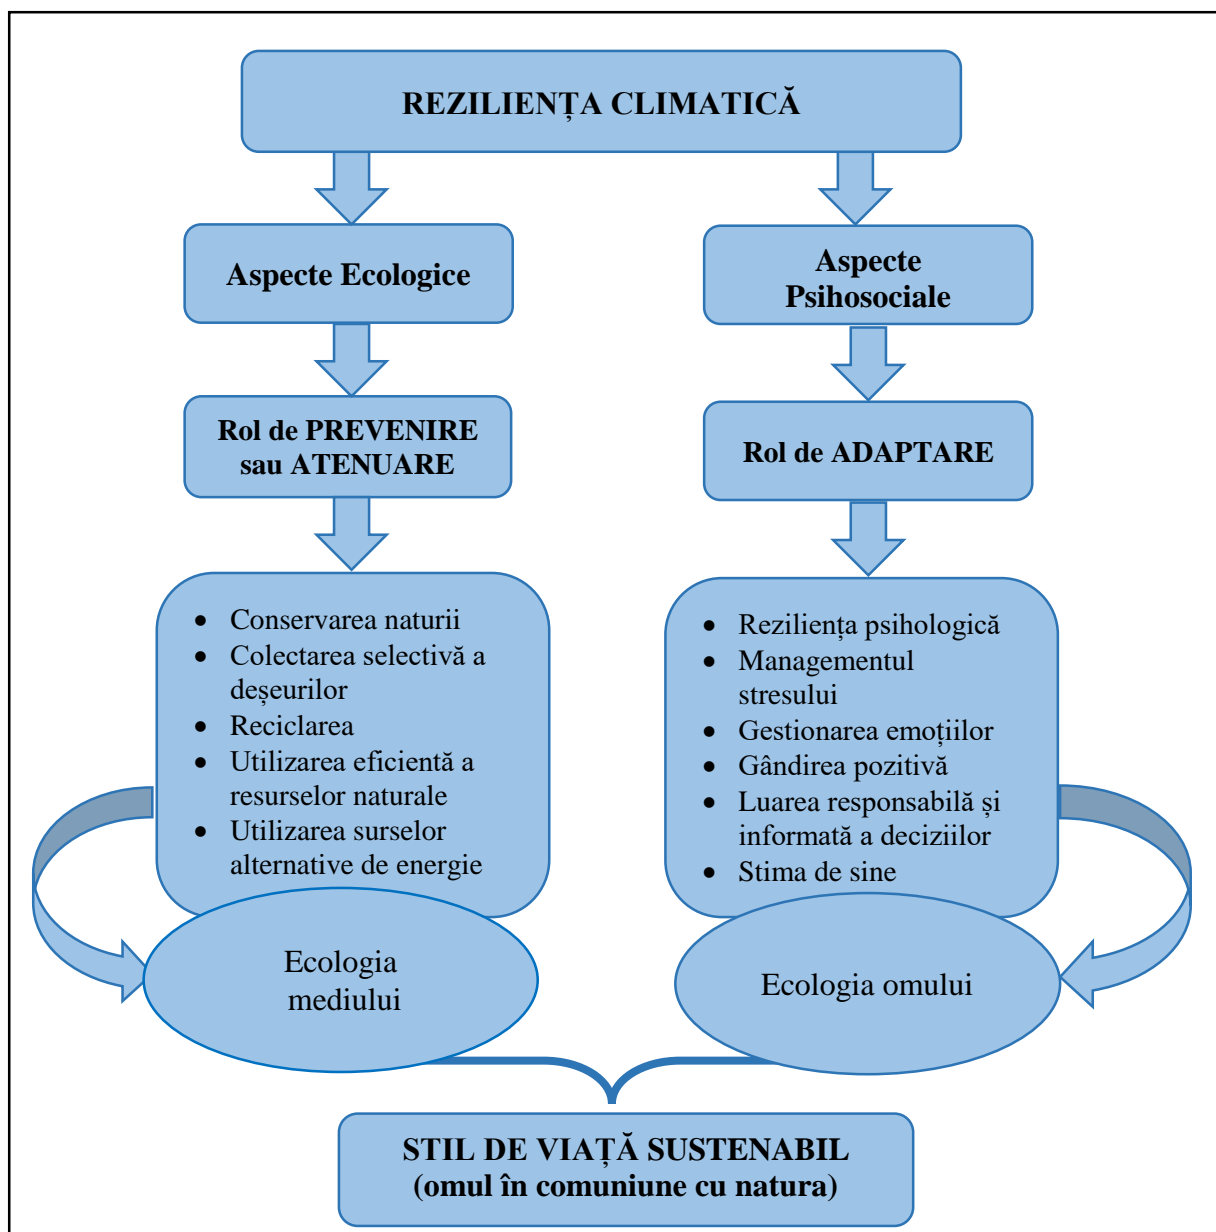 REZILIENȚA CLIMATICĂ
Aspecte Ecologice
Rol de PREVENIRE
sau ATENUARE
• Conservarea naturii
• Colectarea selectivă a
deșeurilor
• Reciclarea
• Utilizarea eficientă a
resurselor naturale
• Utilizarea surselor
alternative de energie
Ecologia
mediului
Aspecte
Psihosociale
Rol de ADAPTARE
• Reziliența psihologică
• Managementul
stresului
• Gestionarea emoțiilor
• Gândirea pozitivă
• Luarea responsabilă și
informată a deciziilor
• Stima de sine
Ecologia omului
STIL DE VIAȚĂ SUSTENABIL
(omul în comuniune cu natura)